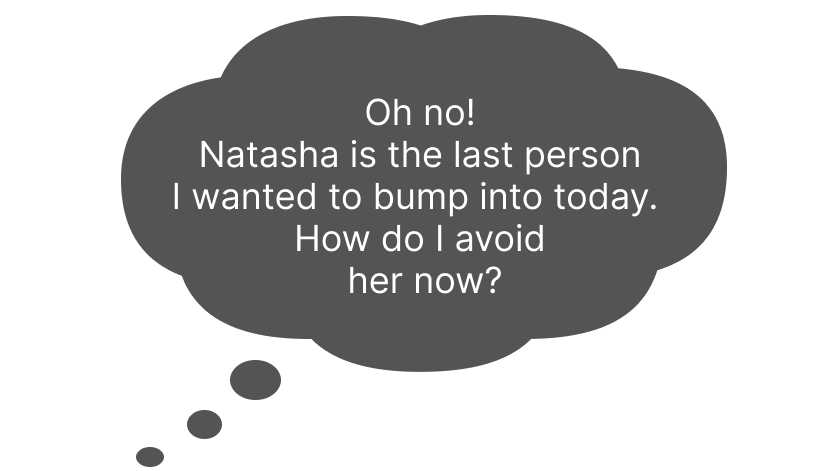 Oh no!
Natasha is the last person
I wanted to bump into today.
How do I avoid
her now?